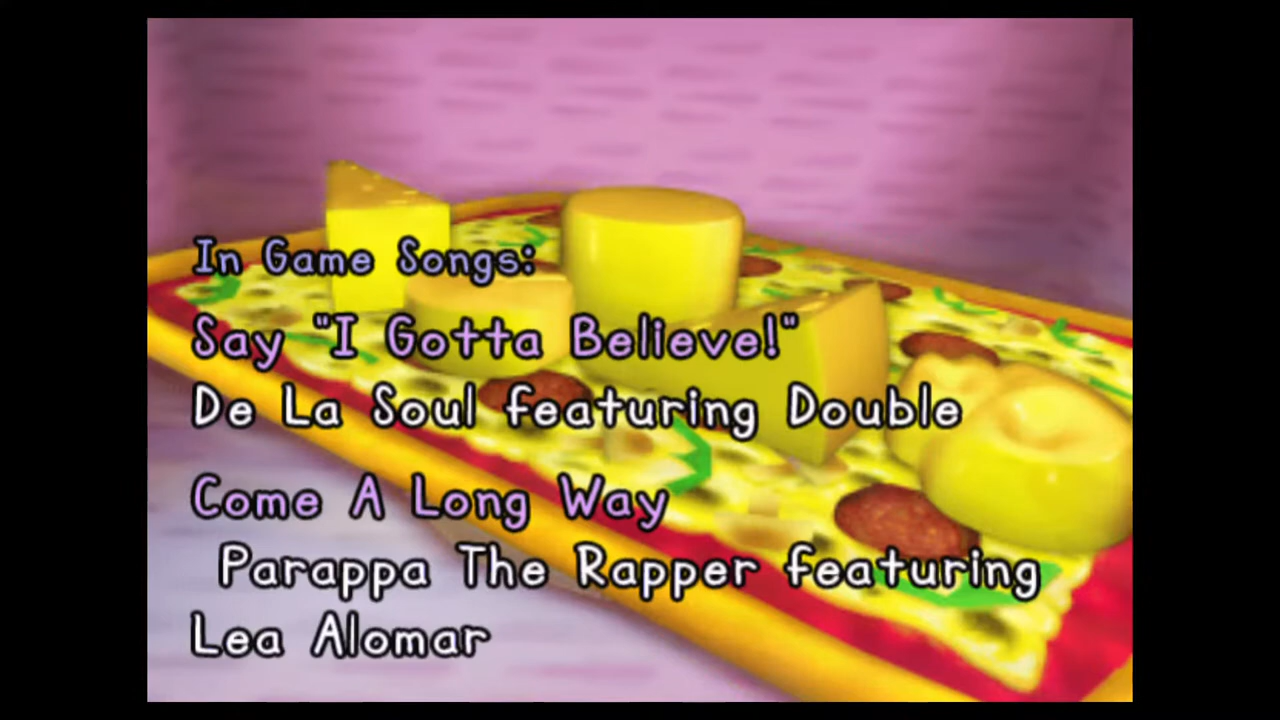 In Game Songs:
Say "I Gotta Believe!"
De La Soul featuring Double
Come A Long Way
Parappa The Rapper featuring
Lea Alomar